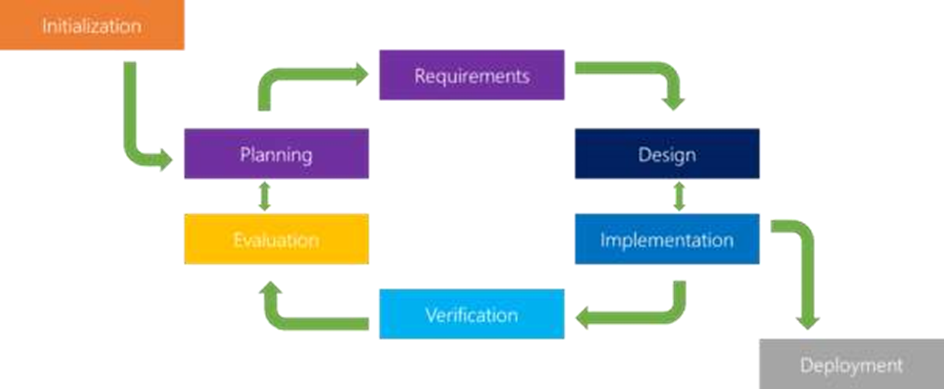 Initialization
Requirements
Planning
Design
Evaluation
Implementation
Verification
Deployment